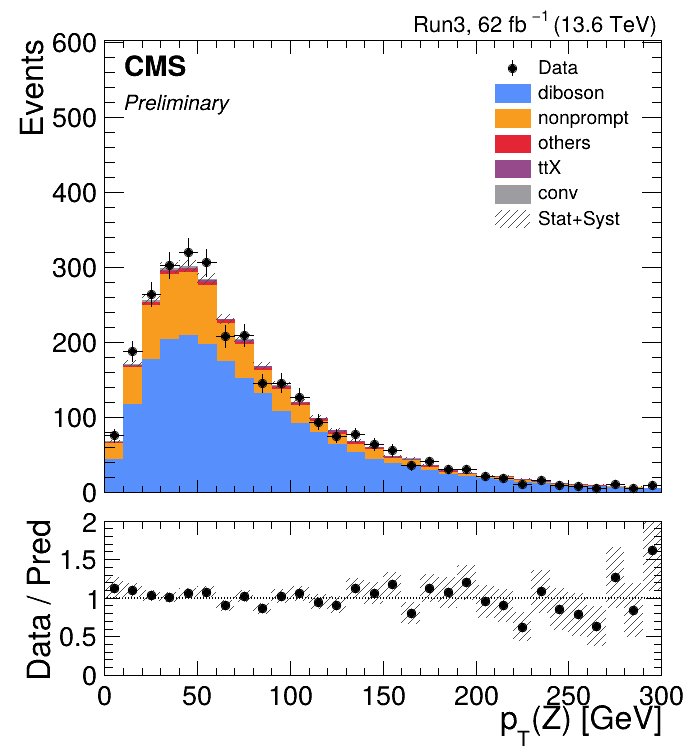 Run3, 62 fb⁻¹ (13.6 TeV)
CMS
Preliminary
Data
diboson
nonprompt
others
ttX
conv
Stat+Syst
Events
600
500
400
300
200
100
0
Data / Pred
2
1.5
1
0.5
0
0 50 100 150 200 250 300
p_T(Z) [GeV]